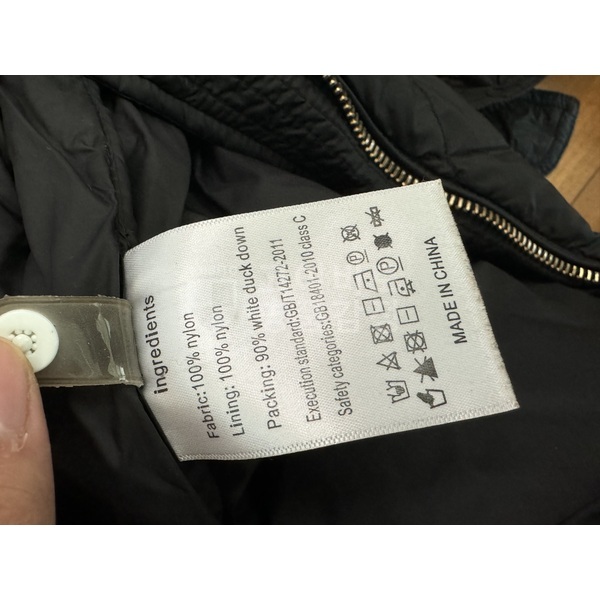 ingredients
Fabric:100% nylon
Lining: 100% nylon
Packing: 90% white duck down
Execution standard:GB/T14272-2011
Safety categories:GB18401-2010 class C
MADE IN CHINA